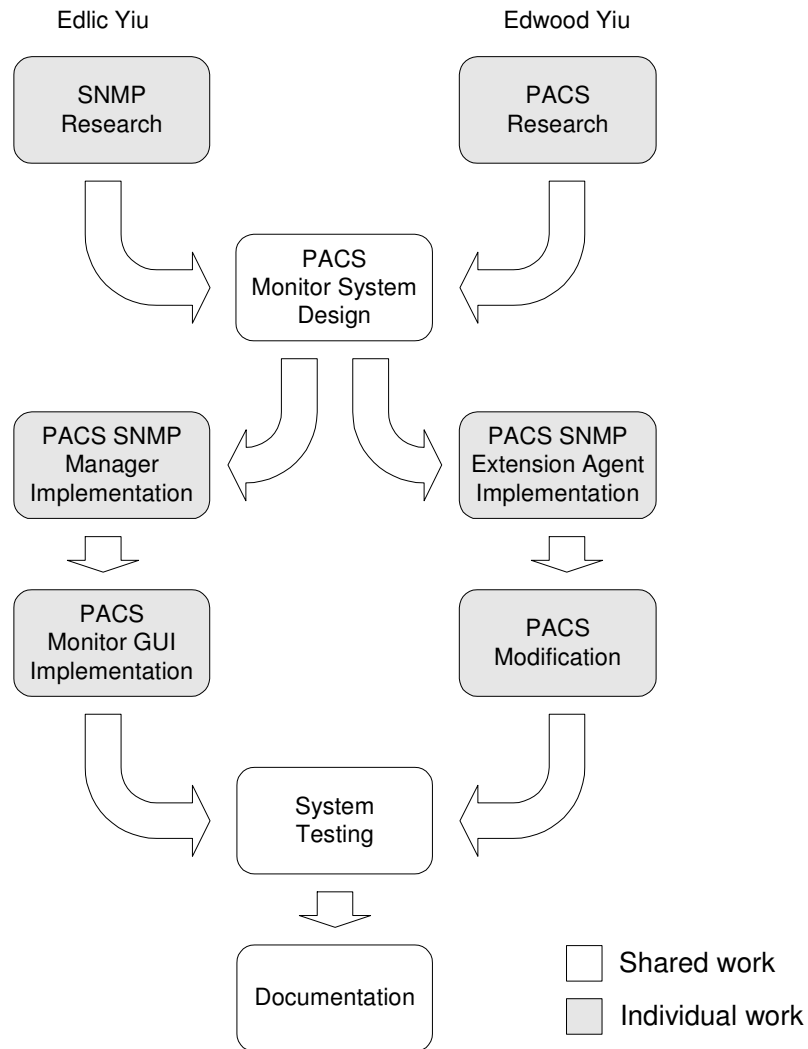 Edlic Yiu
Edwood Yiu
SNMP
Research
PACS
Research
PACS
Monitor System
Design
PACS SNMP
Manager
Implementation
PACS SNMP
Extension Agent
Implementation
PACS
Monitor GUI
Implementation
PACS
Modification
System
Testing
Documentation
Shared work
Individual work